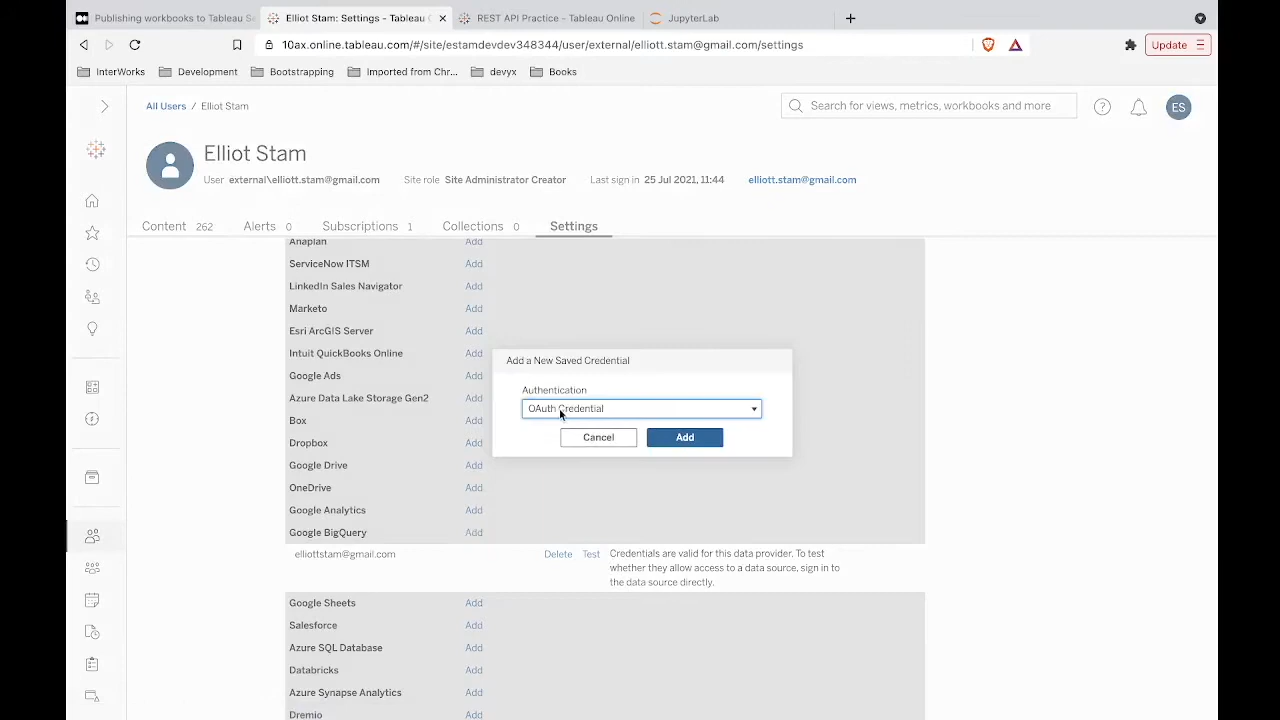 Publishing workbooks to Tableau Se
Elliot Stam: Settings - Tableau
REST API Practice - Tableau Online
JupyterLab
10ax.online.tableau.com/#/site/estamdevdev348344/user/external/elliott.stam@gmail.com/settings
Update
InterWorks
Development
Bootstrapping
Imported from Chr...
devyx
Books
All Users / Elliot Stam
Search for views, metrics, workbooks and more
ES
Elliot Stam
User external\elliott.stam@gmail.com Site role Site Administrator Creator Last sign in 25 Jul 2021, 11:44 elliott.stam@gmail.com
Content 262 Alerts 0 Subscriptions 1 Collections 0 Settings
Anaplan Add
ServiceNow ITSM Add
LinkedIn Sales Navigator Add
Marketo Add
Esri ArcGIS Server Add
Intuit QuickBooks Online Add
Google Ads Add
Azure Data Lake Storage Gen2 Add
Box Add
Dropbox Add
Google Drive Add
OneDrive Add
Google Analytics Add
Google BigQuery Add
Add a New Saved Credential
Authentication
OAuth Credential
Cancel
Add
elliottstam@gmail.com Delete Test Credentials are valid for this data provider. To test
whether they allow access to a data source, sign in to
the data source directly.
Google Sheets Add
Salesforce Add
Azure SQL Database Add
Databricks Add
Azure Synapse Analytics Add
Dremio Add